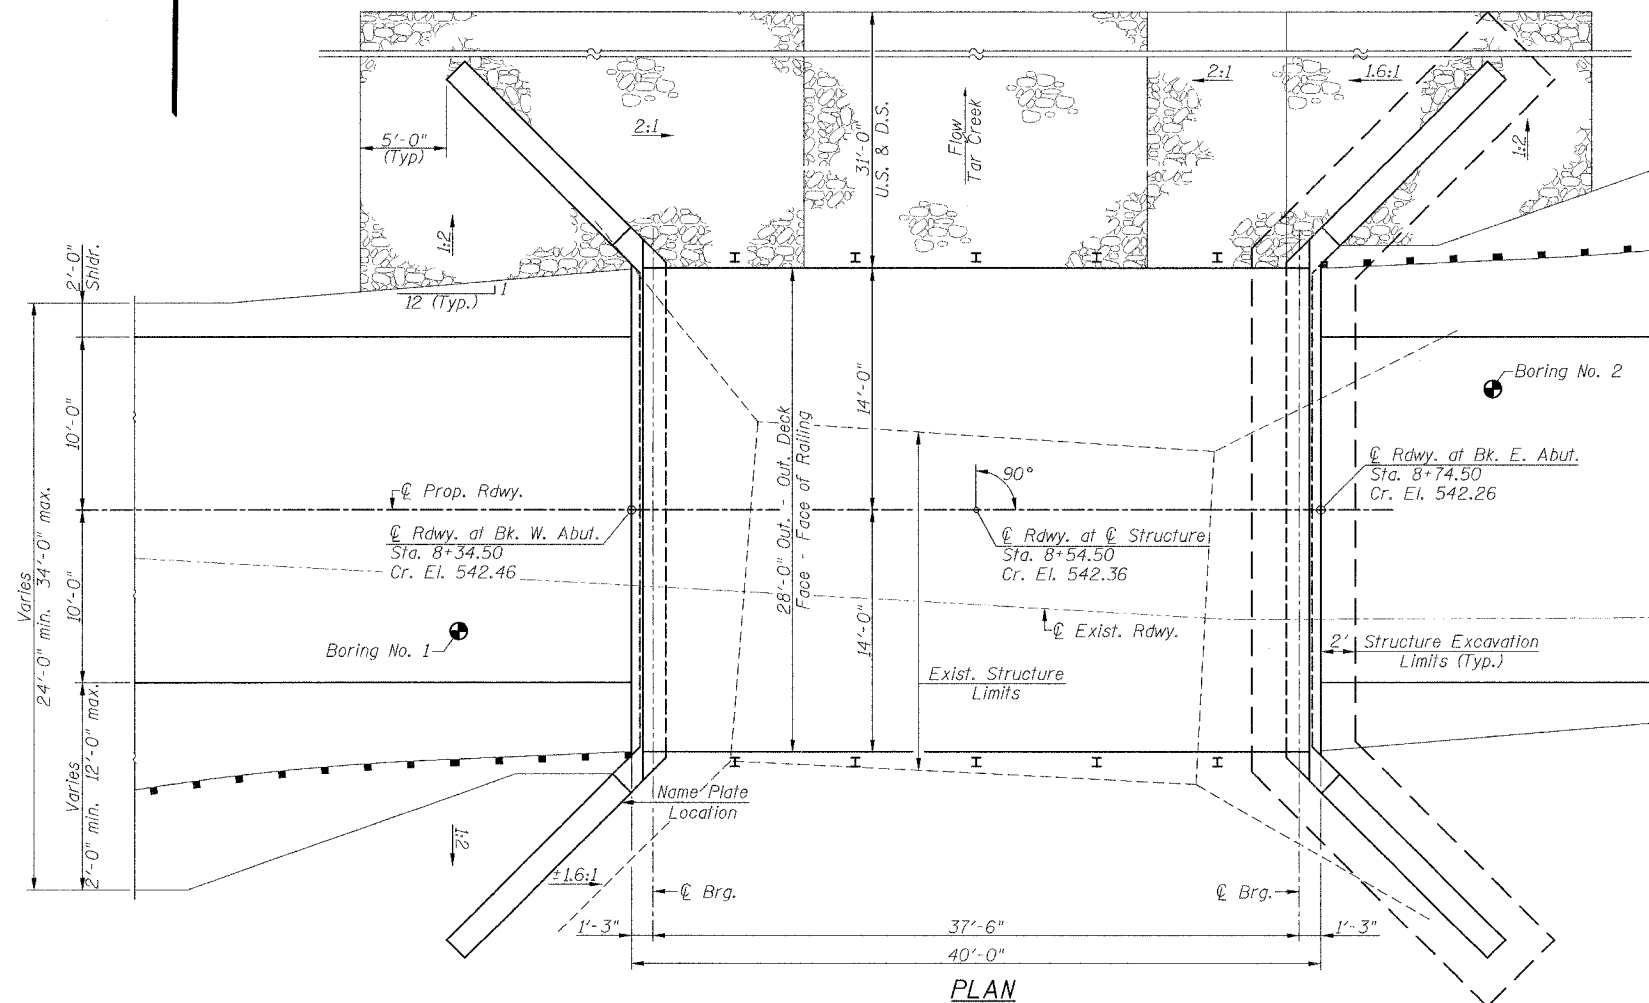 2:1
1.6:1
5'-0"
(Typ)
2:1
31'-0"
U.S. & D.S.
Flow
Tar Creek
1:2
1:2
2'-0"
Shldr.
12 (Typ.)
1
Boring No. 2
10'-0"
14'-0"
28'-0" Out. - Out. Deck
Face - Face of Railing
90°
℄ Rdwy. at Bk. E. Abut.
Sta. 8+74.50
Cr. El. 542.26
℄ Prop. Rdwy.
℄ Rdwy. at Bk. W. Abut.
Sta. 8+34.50
Cr. El. 542.46
℄ Rdwy. at ℄ Structure
Sta. 8+54.50
Cr. El. 542.36
Varies
24'-0" min. 34'-0" max.
10'-0"
14'-0"
℄ Exist. Rdwy.
Boring No. 1
2'
Structure Excavation
Limits (Typ.)
Exist. Structure
Limits
Varies
2'-0" min. 12'-0" max.
Name Plate
Location
1:2
±1.6:1
℄ Brg.
℄ Brg.
1'-3"
37'-6"
1'-3"
40'-0"
PLAN